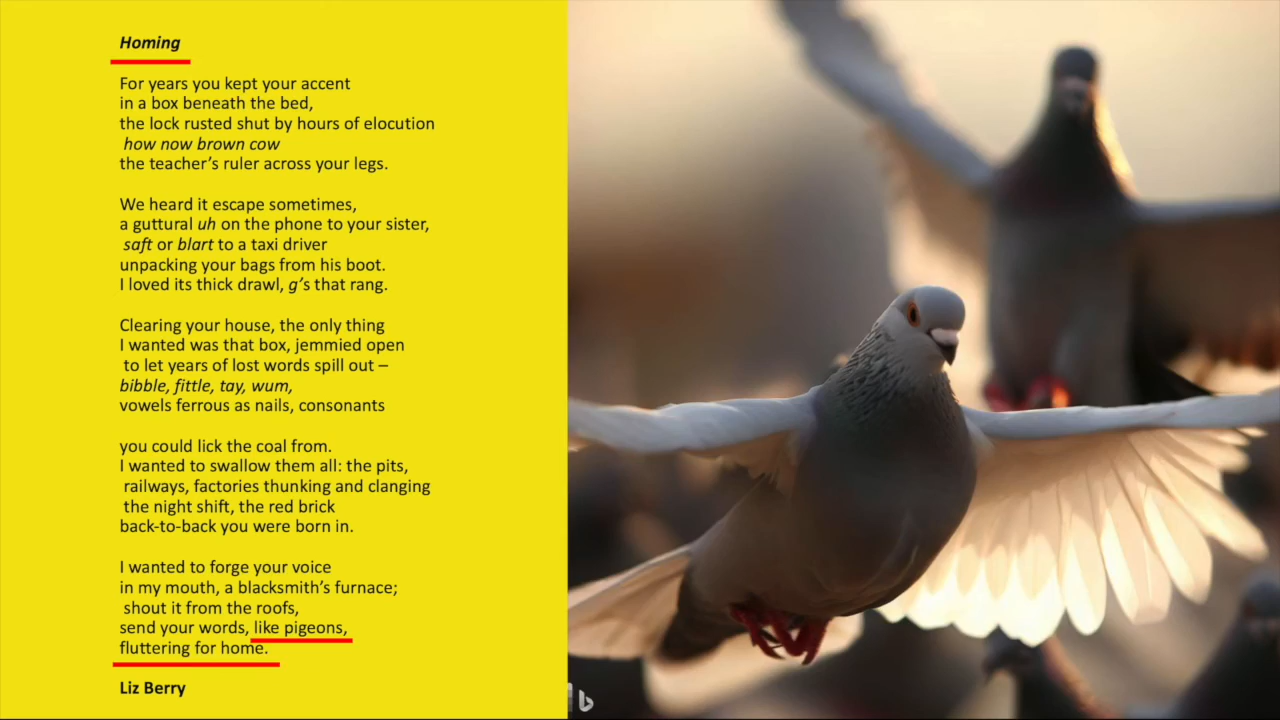 Homing
For years you kept your accent
in a box beneath the bed,
the lock rusted shut by hours of elocution
how now brown cow
the teacher's ruler across your legs.
We heard it escape sometimes,
a guttural uh on the phone to your sister,
saft or blart to a taxi driver
unpacking your bags from his boot.
I loved its thick drawl, g's that rang.
Clearing your house, the only thing
I wanted was that box, jemmied open
to let years of lost words spill out –
bibble, fittle, tay, wum,
vowels ferrous as nails, consonants
you could lick the coal from.
I wanted to swallow them all: the pits,
railways, factories thunking and clanging
the night shift, the red brick
back-to-back you were born in.
I wanted to forge your voice
in my mouth, a blacksmith's furnace;
shout it from the roofs,
send your words, like pigeons,
fluttering for home.
Liz Berry